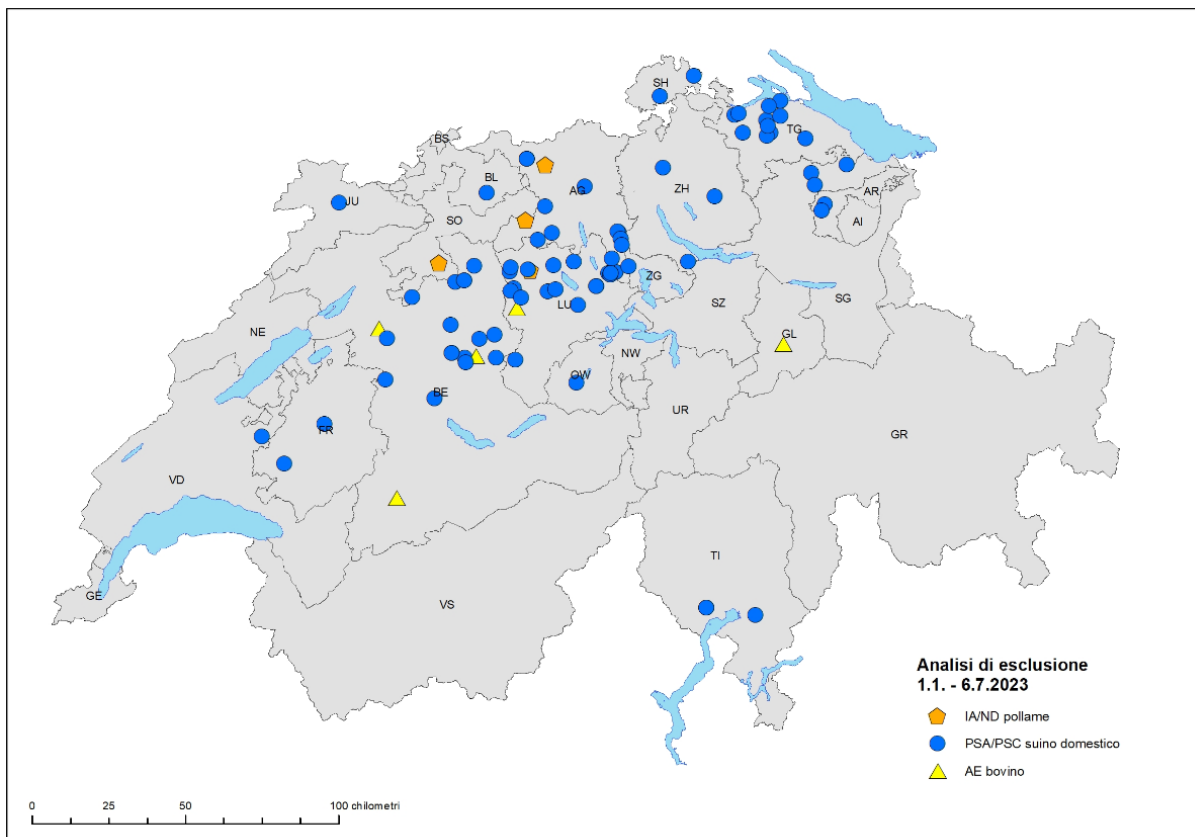 SH
BS
TG
BL
AG
AR
JU
ZH
AI
SO
ZG
LU
SZ
SG
NE
GL
NW
OW
BE
UR
FR
GR
VD
TI
GE
VS
Analisi di esclusione
1.1. - 6.7.2023
IA/ND pollame
PSA/PSC suino domestico
AE bovino
0 25 50 100 chilometri